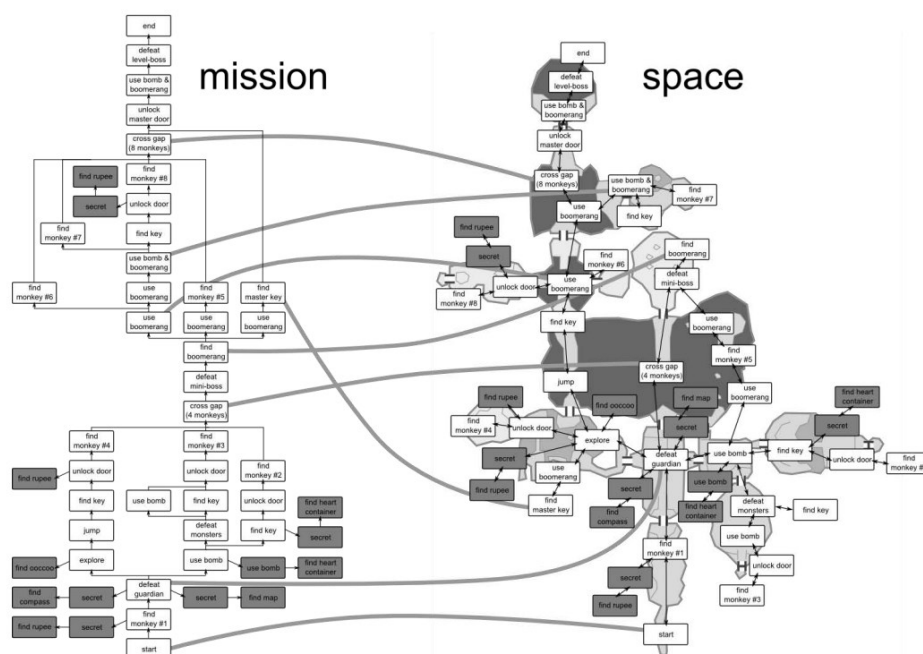 mission
end
defeat
level-boss
use bomb &
boomerang
unlock
master door
cross gap
(8 monkeys)
find rupee
find
monkey #8
secret
unlock door
find
monkey #7
find key
use bomb &
boomerang
find
monkey #6
use
boomerang
find
monkey #5
find
master key
use
boomerang
use
boomerang
use
boomerang
find
boomerang
defeat
mini-boss
cross gap
(4 monkeys)
find
monkey #4
find
monkey #3
find rupee
unlock door
unlock door
find
monkey #2
find key
use bomb
find key
unlock door
find heart
container
jump
defeat
monsters
find key
secret
find ooccoo
explore
use bomb
use bomb
find heart
container
find
compass
secret
defeat
guardian
secret
find map
find rupee
secret
find
monkey #1
start
space
end
defeat
level-boss
use bomb &
boomerang
unlock
master door
cross gap
(8 monkeys)
use bomb &
boomerang
find
monkey #7
use
boomerang
find key
find rupee
secret
find
boomerang
find
monkey #6
defeat
mini-boss
unlock door
use
boomerang
find
monkey #8
find key
use
boomerang
find
monkey #5
cross gap
(4 monkeys)
jump
use
boomerang
find heart
container
find rupee
find ooccoo
find map
secret
find
monkey #4
unlock door
secret
explore
defeat
guardian
use bomb
find key
unlock door
find
secret
use
boomerang
find rupee
secret
use bomb
find
master key
find
compass
find heart
container
defeat
monsters
find key
use bomb
find
monkey #1
unlock door
secret
find
monkey #3
find rupee
start